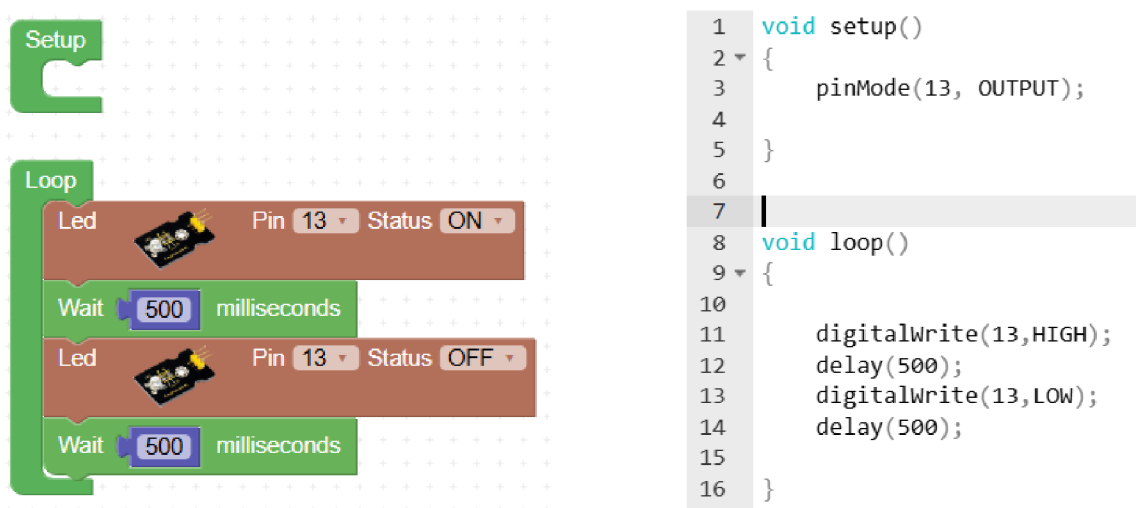 Setup
Loop
Led Pin 13 Status ON
Wait 500 milliseconds
Led Pin 13 Status OFF
Wait 500 milliseconds
1 void setup()
2 {
3 pinMode(13, OUTPUT);
4
5 }
6
7
8 void loop()
9 {
10
11 digitalWrite(13,HIGH);
12 delay(500);
13 digitalWrite(13,LOW);
14 delay(500);
15
16 }